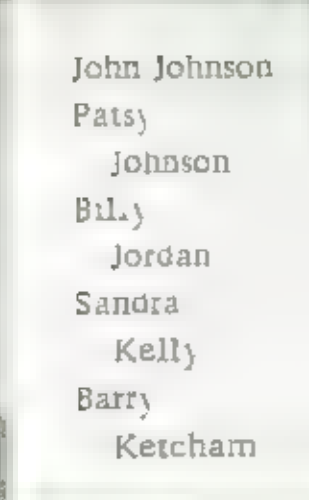 John Johnson
Patsy
Johnson
Billy
Jordan
Sandra
Kelly
Barry
Ketcham